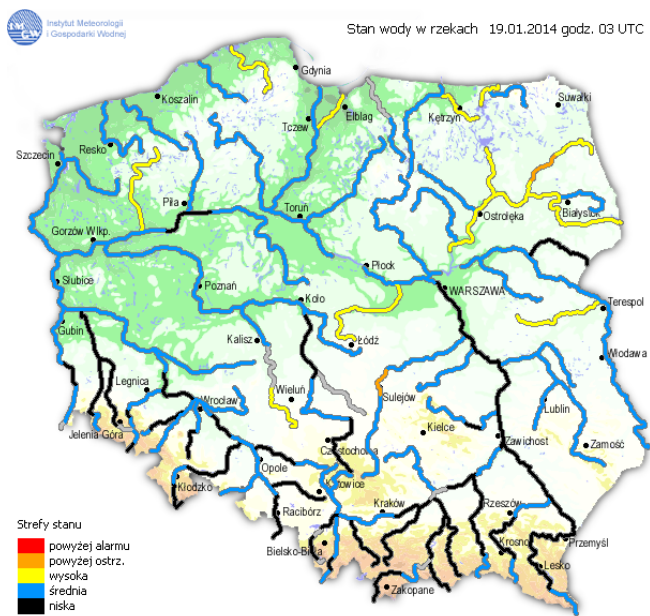 Instytut Meteorologii
i Gospodarki Wodnej
Stan wody w rzekach 19.01.2014 godz. 03 UTC
Gdynia
Koszalin
Suwałki
Elbląg
Kętrzyn
Tczew
Resko
Szczecin
Piła
Toruń
Białystok
Ostrołęka
Gorzów Wlkp.
Płock
Słubice
Poznań
WARSZAWA
Koło
Terespol
Gubin
Kalisz
Łódź
Włodawa
Legnica
Wieluń
Sulejów
Wrocław
Lublin
Jelenia Góra
Kielce
Zawichost
Zamość
Częstochowa
Opole
Kłodzko
Katowice
Kraków
Rzeszów
Racibórz
Przemyśl
Bielsko-Biała
Krosno
Lesko
Zakopane
Strefy stanu
powyżej alarmu
powyżej ostrz.
wysoka
średnia
niska